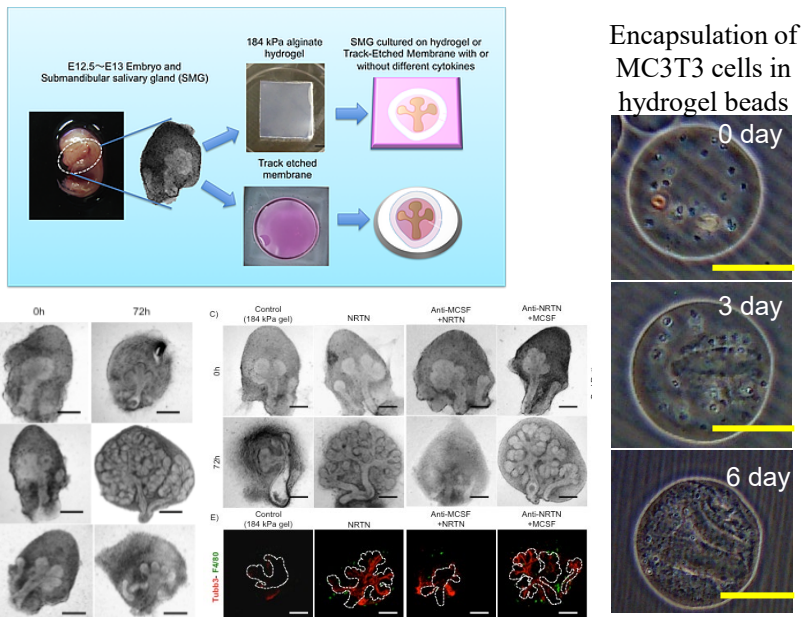 E12.5～E13 Embryo and
Submandibular salivary gland (SMG)
184 kPa alginate
hydrogel
SMG cultured on hydrogel or
Track-Etched Membrane with or
without different cytokines
Track etched
membrane
Encapsulation of
MC3T3 cells in
hydrogel beads
0 day
3 day
6 day
0h
72h
C)
Control
(184 kPa gel)
NRTN
Anti-MCSF
+NRTN
Anti-NRTN
+MCSF
0h
72h
E)
Control
(184 kPa gel)
NRTN
Anti-MCSF
+NRTN
Anti-NRTN
+MCSF
Tubb3- F4/80